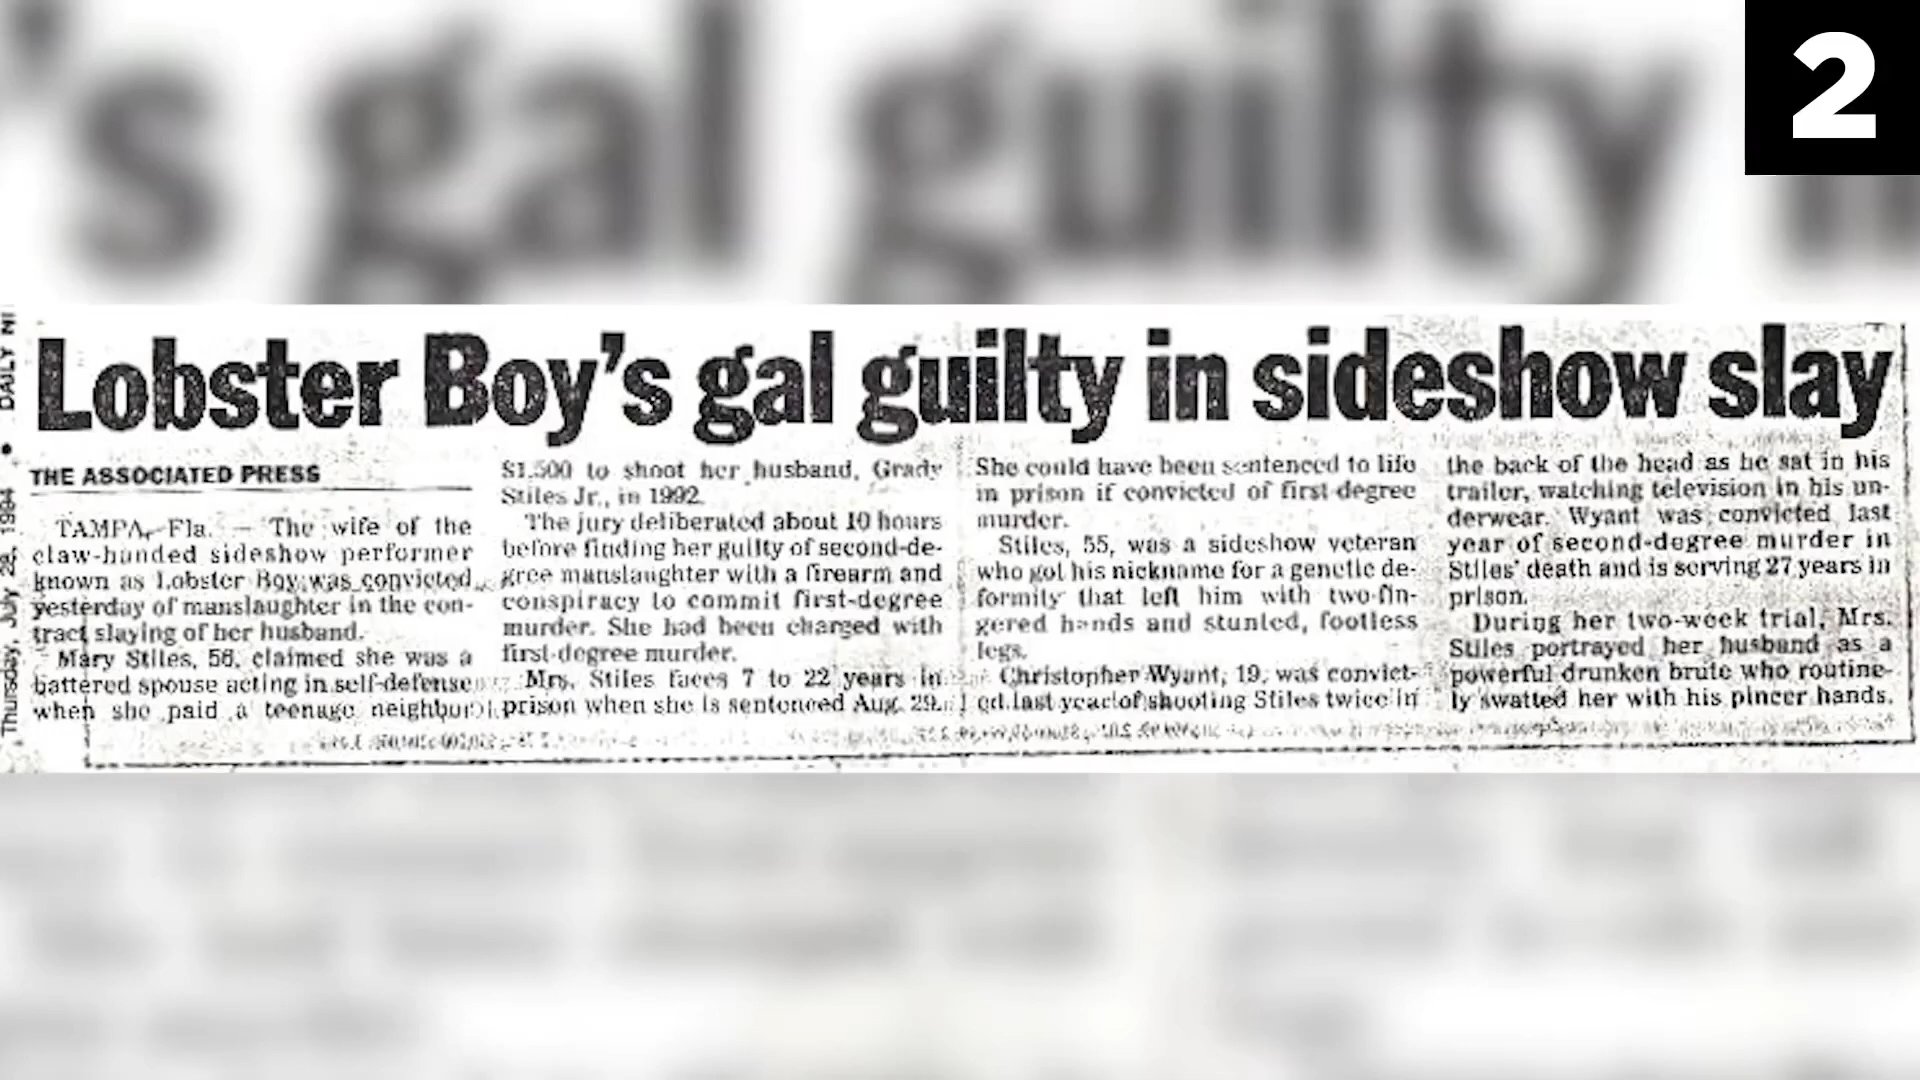 's gal guilty in
2
Lobster Boy's gal guilty in sideshow slay
Thursday, July 28, 1994 • DAILY
THE ASSOCIATED PRESS
TAMPA, Fla. — The wife of the
claw-handed sideshow performer
known as Lobster Boy was convicted
yesterday of manslaughter in the con-
tract slaying of her husband.
Mary Stiles, 56, claimed she was a
battered spouse acting in self-defense
when she paid a teenage neighbor
$1,500 to shoot her husband, Grady
Stiles Jr., in 1992.
The jury deliberated about 10 hours
before finding her guilty of second-de-
gree manslaughter with a firearm and
conspiracy to commit first-degree
murder. She had been charged with
first-degree murder.
Mrs. Stiles faces 7 to 22 years in
prison when she is sentenced Aug. 29.
She could have been sentenced to life
in prison if convicted of first-degree
murder.
Stiles, 55, was a sideshow veteran
who got his nickname for a genetic de-
formity that left him with two-fin-
gered hands and stunted, footless
legs.
Christopher Wyant, 19, was convict-
ed last year of shooting Stiles twice in
the back of the head as he sat in his
trailer, watching television in his un-
derwear. Wyant was convicted last
year of second-degree murder in
Stiles' death and is serving 27 years in
prison.
During her two-week trial, Mrs.
Stiles portrayed her husband as a
powerful drunken brute who routine-
ly swatted her with his pincer hands.